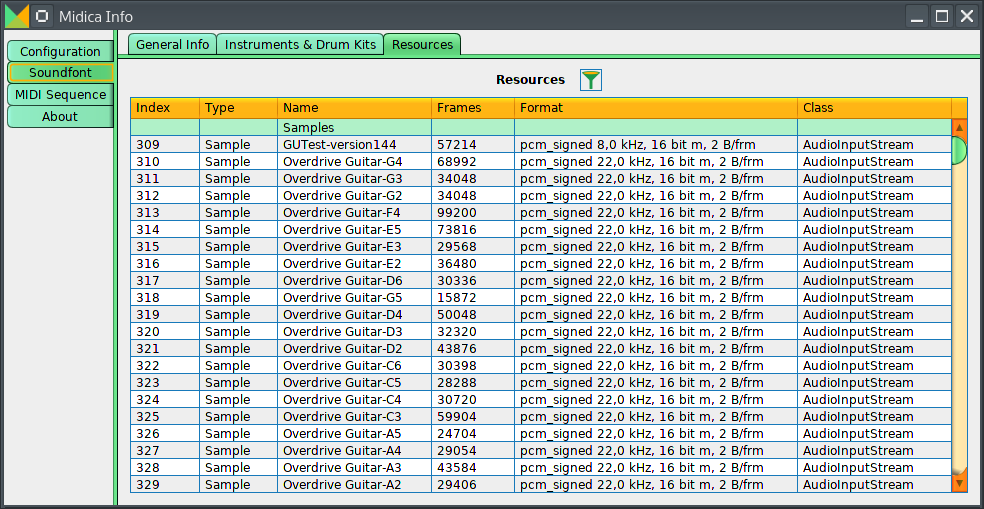 Midica Info
Configuration
Soundfont
MIDI Sequence
About
General Info Instruments & Drum Kits Resources
Resources
Index Type Name Frames Format Class
Samples
309 Sample GUTest-version144 57214 pcm_signed 8,0 kHz, 16 bit m, 2 B/frm AudioInputStream
310 Sample Overdrive Guitar-G4 68992 pcm_signed 22,0 kHz, 16 bit m, 2 B/frm AudioInputStream
311 Sample Overdrive Guitar-G3 34048 pcm_signed 22,0 kHz, 16 bit m, 2 B/frm AudioInputStream
312 Sample Overdrive Guitar-G2 34048 pcm_signed 22,0 kHz, 16 bit m, 2 B/frm AudioInputStream
313 Sample Overdrive Guitar-F4 99200 pcm_signed 22,0 kHz, 16 bit m, 2 B/frm AudioInputStream
314 Sample Overdrive Guitar-E5 73816 pcm_signed 22,0 kHz, 16 bit m, 2 B/frm AudioInputStream
315 Sample Overdrive Guitar-E3 29568 pcm_signed 22,0 kHz, 16 bit m, 2 B/frm AudioInputStream
316 Sample Overdrive Guitar-E2 36480 pcm_signed 22,0 kHz, 16 bit m, 2 B/frm AudioInputStream
317 Sample Overdrive Guitar-D6 30336 pcm_signed 22,0 kHz, 16 bit m, 2 B/frm AudioInputStream
318 Sample Overdrive Guitar-G5 15872 pcm_signed 22,0 kHz, 16 bit m, 2 B/frm AudioInputStream
319 Sample Overdrive Guitar-D4 50048 pcm_signed 22,0 kHz, 16 bit m, 2 B/frm AudioInputStream
320 Sample Overdrive Guitar-D3 32320 pcm_signed 22,0 kHz, 16 bit m, 2 B/frm AudioInputStream
321 Sample Overdrive Guitar-D2 43876 pcm_signed 22,0 kHz, 16 bit m, 2 B/frm AudioInputStream
322 Sample Overdrive Guitar-C6 30398 pcm_signed 22,0 kHz, 16 bit m, 2 B/frm AudioInputStream
323 Sample Overdrive Guitar-C5 28288 pcm_signed 22,0 kHz, 16 bit m, 2 B/frm AudioInputStream
324 Sample Overdrive Guitar-C4 30720 pcm_signed 22,0 kHz, 16 bit m, 2 B/frm AudioInputStream
325 Sample Overdrive Guitar-C3 59904 pcm_signed 22,0 kHz, 16 bit m, 2 B/frm AudioInputStream
326 Sample Overdrive Guitar-A5 24704 pcm_signed 22,0 kHz, 16 bit m, 2 B/frm AudioInputStream
327 Sample Overdrive Guitar-A4 29054 pcm_signed 22,0 kHz, 16 bit m, 2 B/frm AudioInputStream
328 Sample Overdrive Guitar-A3 43584 pcm_signed 22,0 kHz, 16 bit m, 2 B/frm AudioInputStream
329 Sample Overdrive Guitar-A2 29406 pcm_signed 22,0 kHz, 16 bit m, 2 B/frm AudioInputStream